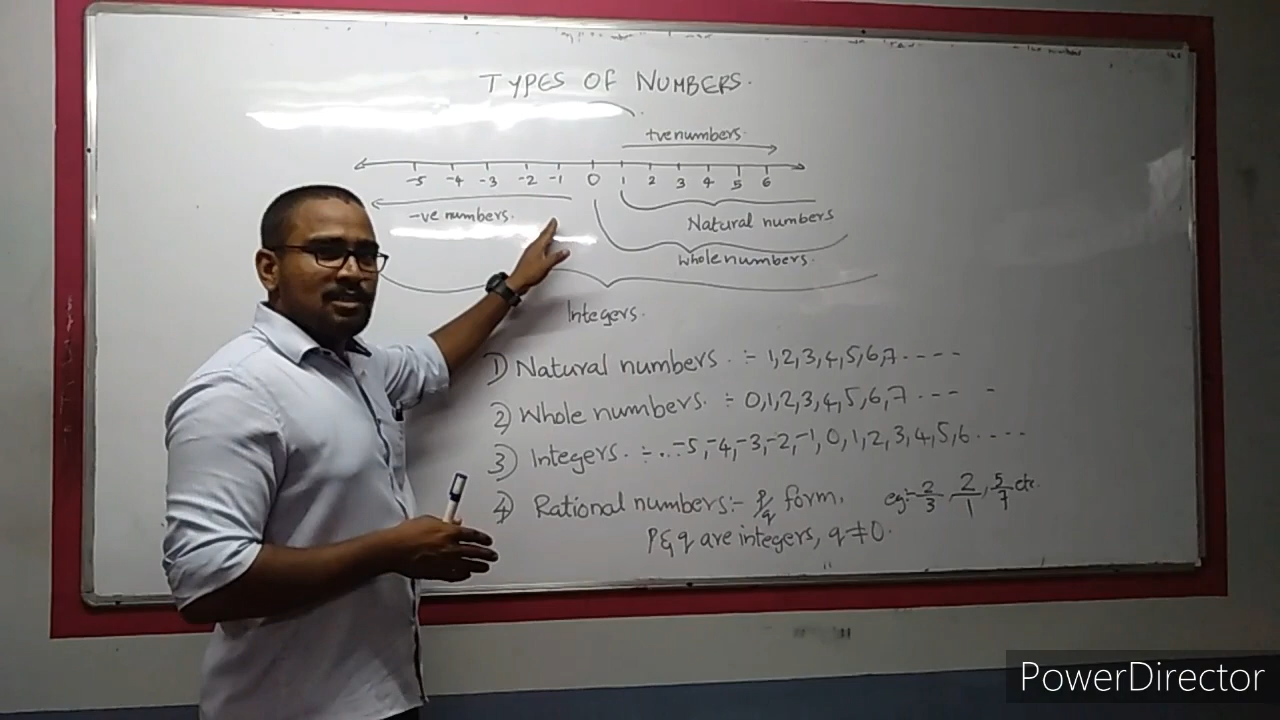 TYPES OF NUMBERS.
+ve numbers.
-5 -4 -3 -2 -1 0 1 2 3 4 5 6
-ve numbers.
Natural numbers
Whole numbers.
Integers.
1) Natural numbers. :- 1,2,3,4,5,6,7----
2) Whole numbers. :- 0,1,2,3,4,5,6,7.--- -
3) Integers. :-..-5,-4,-3,-2,-1,0,1,2,3,4,5,6....
4) Rational numbers:- p/q form. eg:- 2/3, 2/1, 5/7 etc.
P & q are integers, q ≠ 0.
PowerDirector